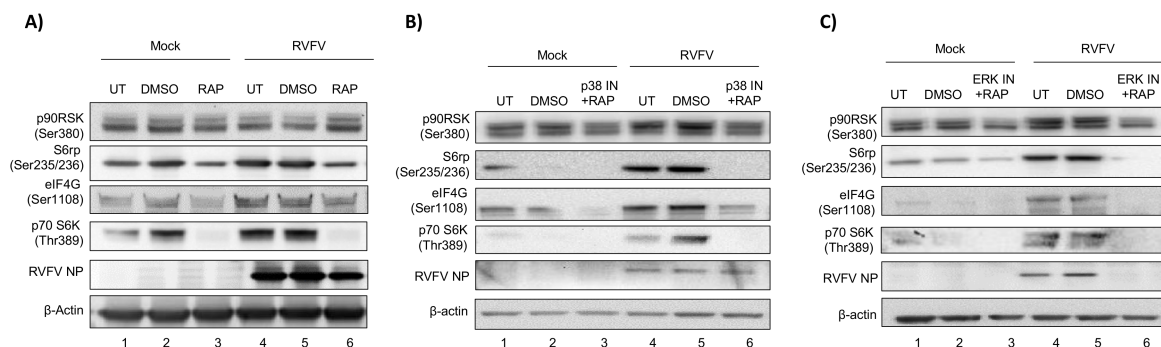 A)
Mock RVFV
UT DMSO RAP UT DMSO RAP
p90RSK
(Ser380)
S6rp
(Ser235/236)
eIF4G
(Ser1108)
p70 S6K
(Thr389)
RVFV NP
β-Actin
1 2 3 4 5 6
B)
Mock RVFV
p38 IN p38 IN
UT DMSO +RAP UT DMSO +RAP
p90RSK
(Ser380)
S6rp
(Ser235/236)
eIF4G
(Ser1108)
p70 S6K
(Thr389)
RVFV NP
β-actin
1 2 3 4 5 6
C)
Mock RVFV
ERK IN ERK IN
UT DMSO +RAP UT DMSO +RAP
p90RSK
(Ser380)
S6rp
(Ser235/236)
eIF4G
(Ser1108)
p70 S6K
(Thr389)
RVFV NP
β-actin
1 2 3 4 5 6